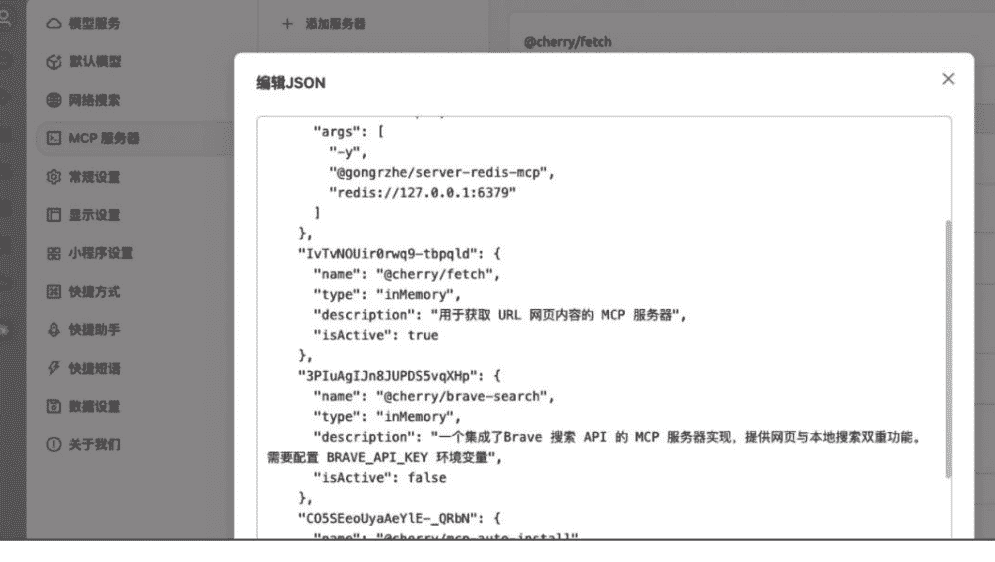 模型服务
默认模型
网络搜索
MCP 服务器
常规设置
显示设置
小程序设置
快捷方式
快捷助手
快捷短语
数据设置
关于我们
+ 添加服务器
@cherry/fetch
编辑JSON
"args": [
"-y",
"@gongrzhe/server-redis-mcp",
"redis://127.0.0.1:6379"
]
},
"IvTvNOUir0rwq9-tbpqld": {
"name": "@cherry/fetch",
"type": "inMemory",
"description": "用于获取 URL 网页内容的 MCP 服务器",
"isActive": true
},
"3PIuAgIJn8JUPDS5vqXHp": {
"name": "@cherry/brave-search",
"type": "inMemory",
"description": "一个集成了Brave 搜索 API 的 MCP 服务器实现，提供网页与本地搜索双重功能。
需要配置 BRAVE_API_KEY 环境变量",
"isActive": false
},
"CO5SEeoUyaAeYlE-_QRbN": {
"name": "@cherry/mcp-auto-install"